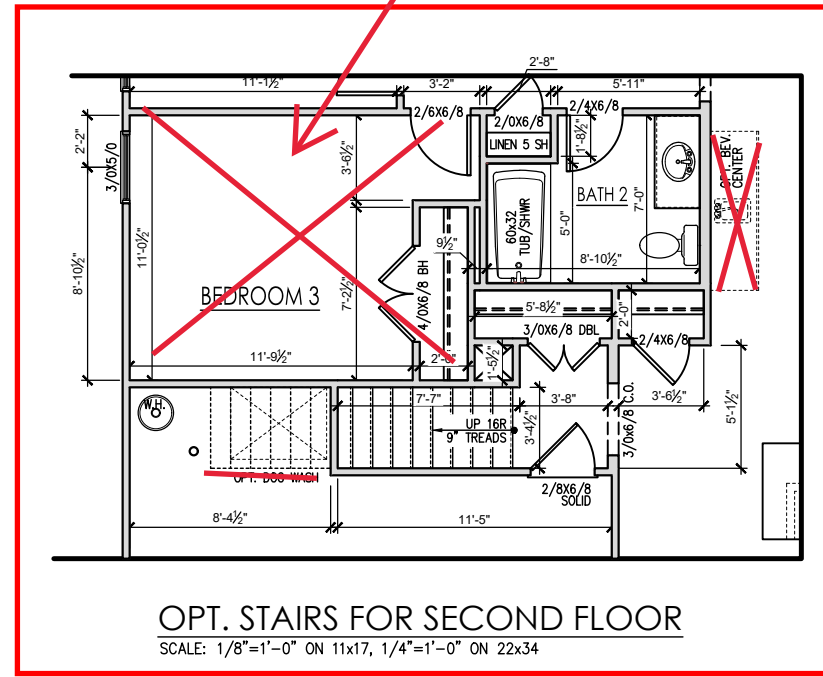 2'-8"
11'-1½"
3'-2"
5'-11"
2/6X6/8
2/0X6/8
2/4X6/8
2'-2"
3/0X5/0
3'-6½"
LINEN 5 SH
1'-8½"
OPT. BEV.
CENTER
BATH 2
60x32
TUB/SHWR
5'-0"
7'-0"
11'-0½"
8'-10½"
9½"
8'-10½"
BEDROOM 3
7'-2½"
4/0X6/8 BH
5'-8½"
2'-0"
3/0X6/8 DBL
2/4X6/8
11'-9½"
1'-5½"
7'-7"
3'-8"
3'-6½"
5'-1½"
W.H.
UP 16R
9" TREADS
3'-4½"
3/0x6/8 C.O.
OPT. DOG WASH
2/8X6/8
SOLID
8'-4½"
11'-5"
OPT. STAIRS FOR SECOND FLOOR
SCALE: 1/8"=1'-0" ON 11x17, 1/4"=1'-0" ON 22x34